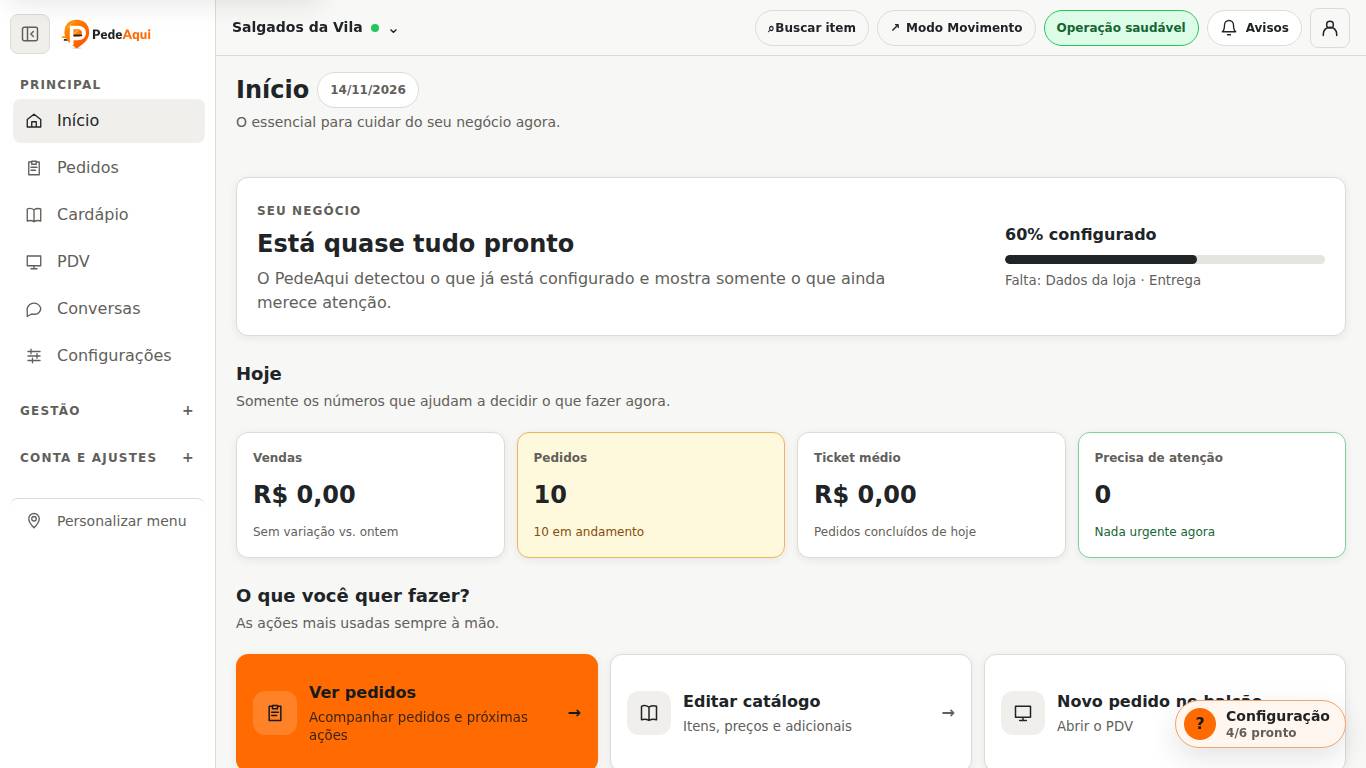 PedeAqui
PRINCIPAL
Início
Pedidos
Cardápio
PDV
Conversas
Configurações
GESTÃO +
CONTA E AJUSTES +
Personalizar menu
Salgados da Vila
Buscar item
Modo Movimento
Operação saudável
Avisos
Início
14/11/2026
O essencial para cuidar do seu negócio agora.
SEU NEGÓCIO
Está quase tudo pronto
O PedeAqui detectou o que já está configurado e mostra somente o que ainda
merece atenção.
60% configurado
Falta: Dados da loja · Entrega
Hoje
Somente os números que ajudam a decidir o que fazer agora.
Vendas
R$ 0,00
Sem variação vs. ontem
Pedidos
10
10 em andamento
Ticket médio
R$ 0,00
Pedidos concluídos de hoje
Precisa de atenção
0
Nada urgente agora
O que você quer fazer?
As ações mais usadas sempre à mão.
Ver pedidos
Acompanhar pedidos e próximas
ações
→
Editar catálogo
Itens, preços e adicionais
→
Novo pedido no balcão
Abrir o PDV
?
Configuração
4/6 pronto